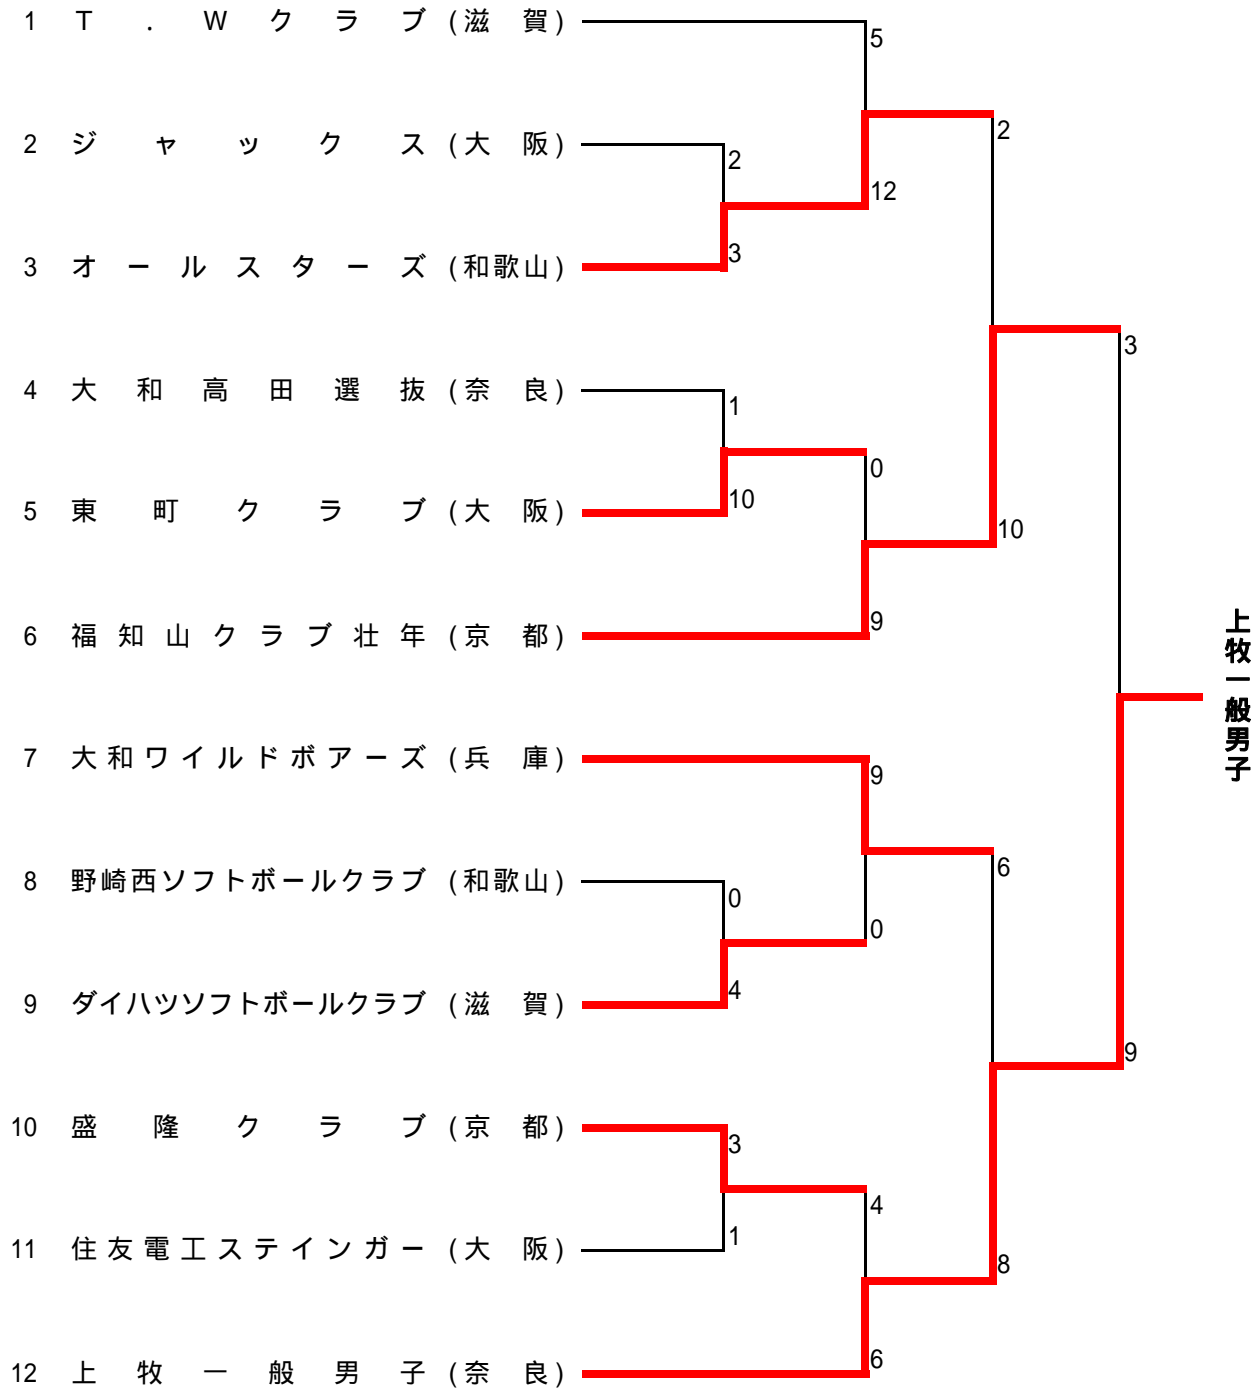 1 T.Wクラブ(滋賀)
5
2
2 ジャックス(大阪)
2
12
3 オールスターズ(和歌山)
3
3
4 大和高田選抜(奈良)
1
0
5 東町クラブ(大阪)
10
10
6 福知山クラブ壮年(京都)
9
上牧一般男子
7 大和ワイルドボアーズ(兵庫)
9
6
8 野崎西ソフトボールクラブ(和歌山)
0
0
9 ダイハツソフトボールクラブ(滋賀)
4
9
10 盛隆クラブ(京都)
3
4
11 住友電工ステインガー(大阪)
1
8
12 上牧一般男子(奈良)
6